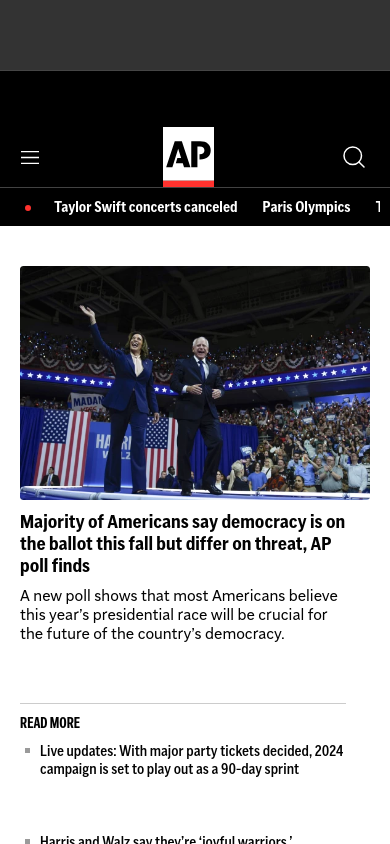 AP
Taylor Swift concerts canceled Paris Olympics
MADAM
HARRIS
WALZ
Majority of Americans say democracy is on
the ballot this fall but differ on threat, AP
poll finds
A new poll shows that most Americans believe
this year's presidential race will be crucial for
the future of the country's democracy.
READ MORE
Live updates: With major party tickets decided, 2024
campaign is set to play out as a 90-day sprint
Harris and Walz say they're 'joyful warriors.'